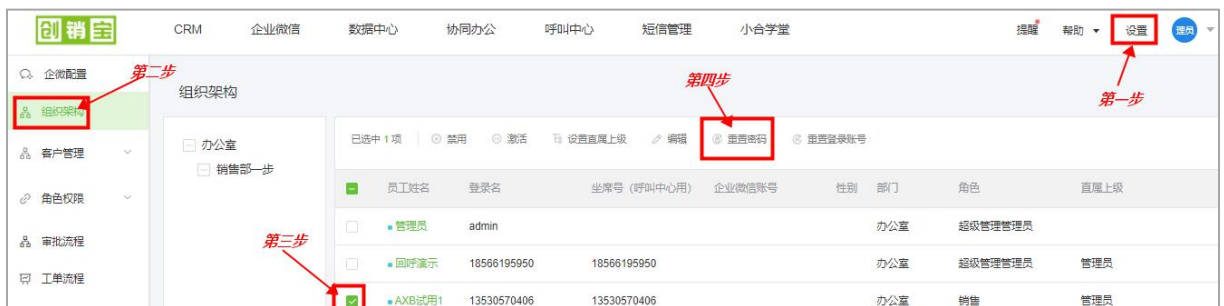 创销宝 CRM 企业微信 数据中心 协同办公 呼叫中心 短信管理 小合学堂 提醒 帮助 设置 理员
企微配置 第二步 第四步 第一步
组织架构
组织架构
办公室 已选中 1 项 禁用 激活 设置直属上级 编辑 重置密码 重置登录账号
客户管理
销售部一步
员工姓名 登录名 坐席号（呼叫中心用） 企业微信账号 性别 部门 角色 直属上级
角色权限
管理员 admin 办公室 超级管理管理员
审批流程 第三步
回呼演示 18566195950 18566195950 办公室 超级管理管理员 管理员
工单流程
AXB试用1 13530570406 13530570406 办公室 销售 管理员